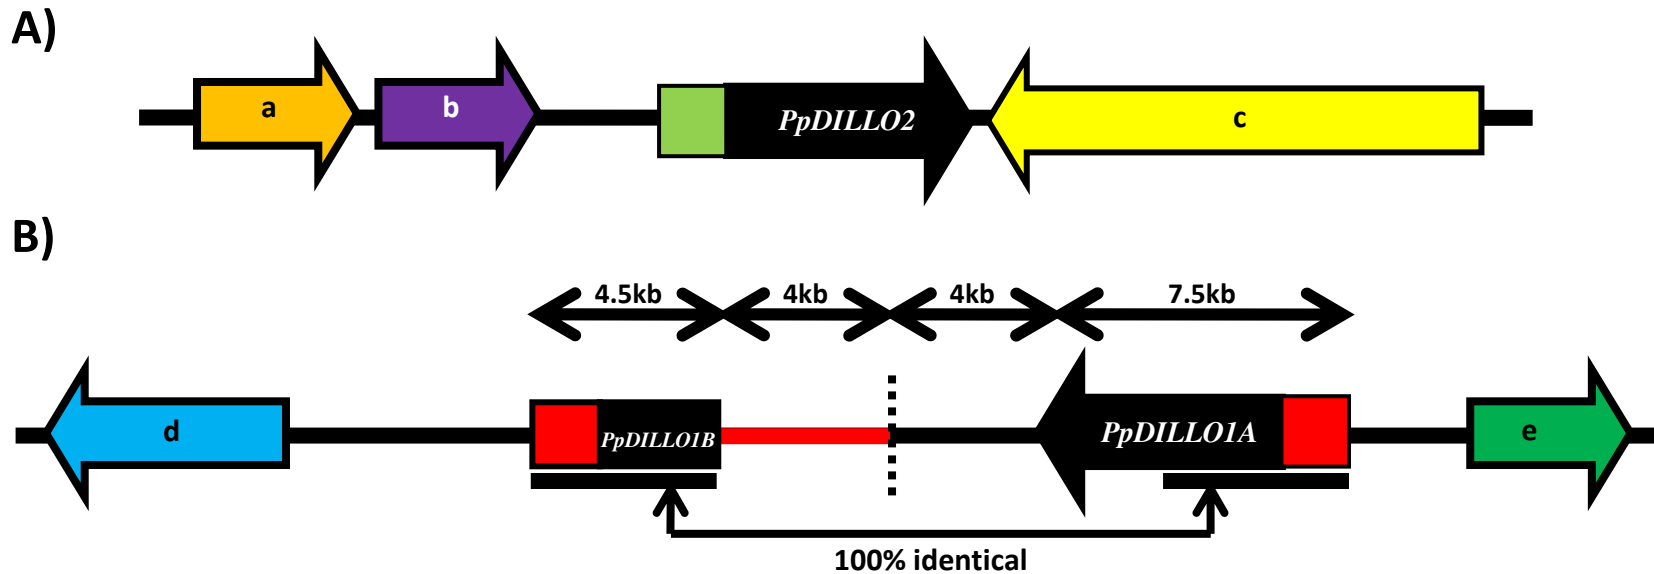 A)
a b PpDILLO2 c
B)
4.5kb 4kb 4kb 7.5kb
d PpDILLO1B PpDILLO1A e
100% identical